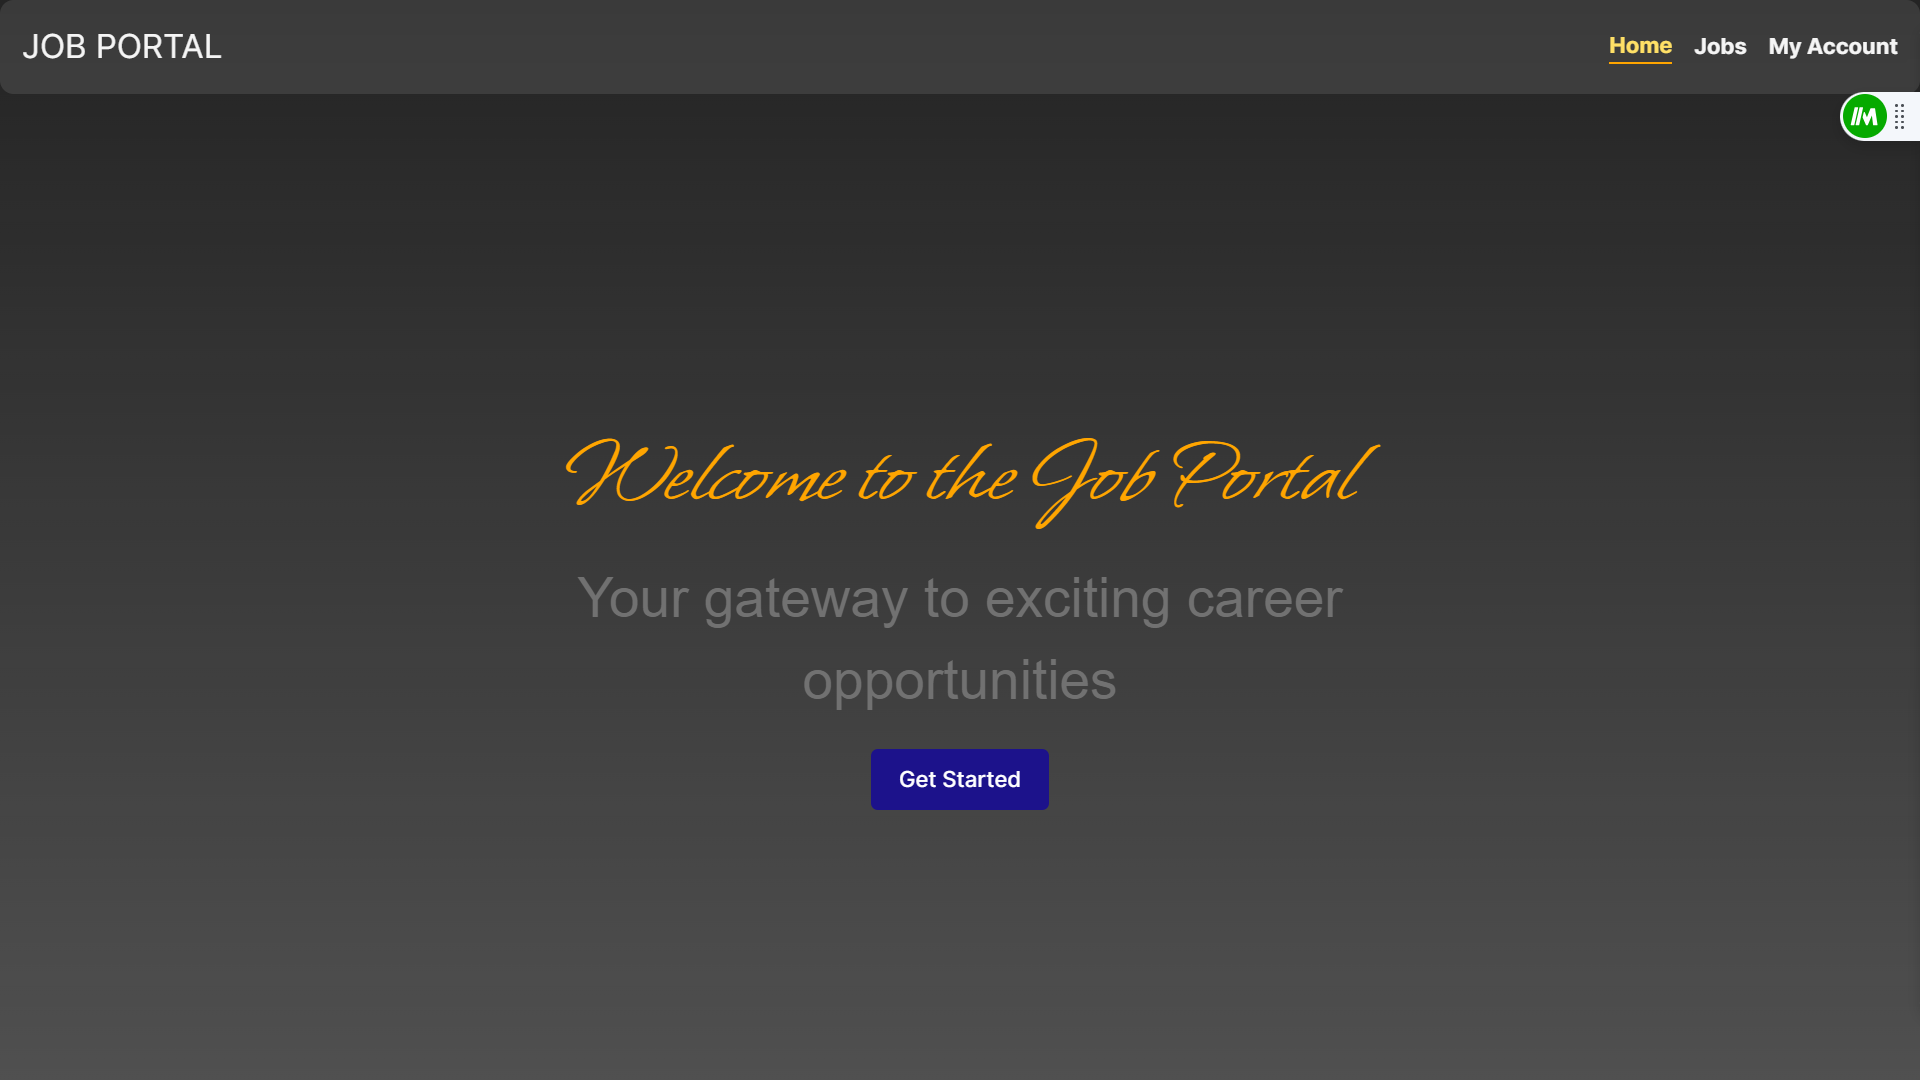 JOB PORTAL
Home Jobs My Account
Welcome to the Job Portal
Your gateway to exciting career
opportunities
Get Started